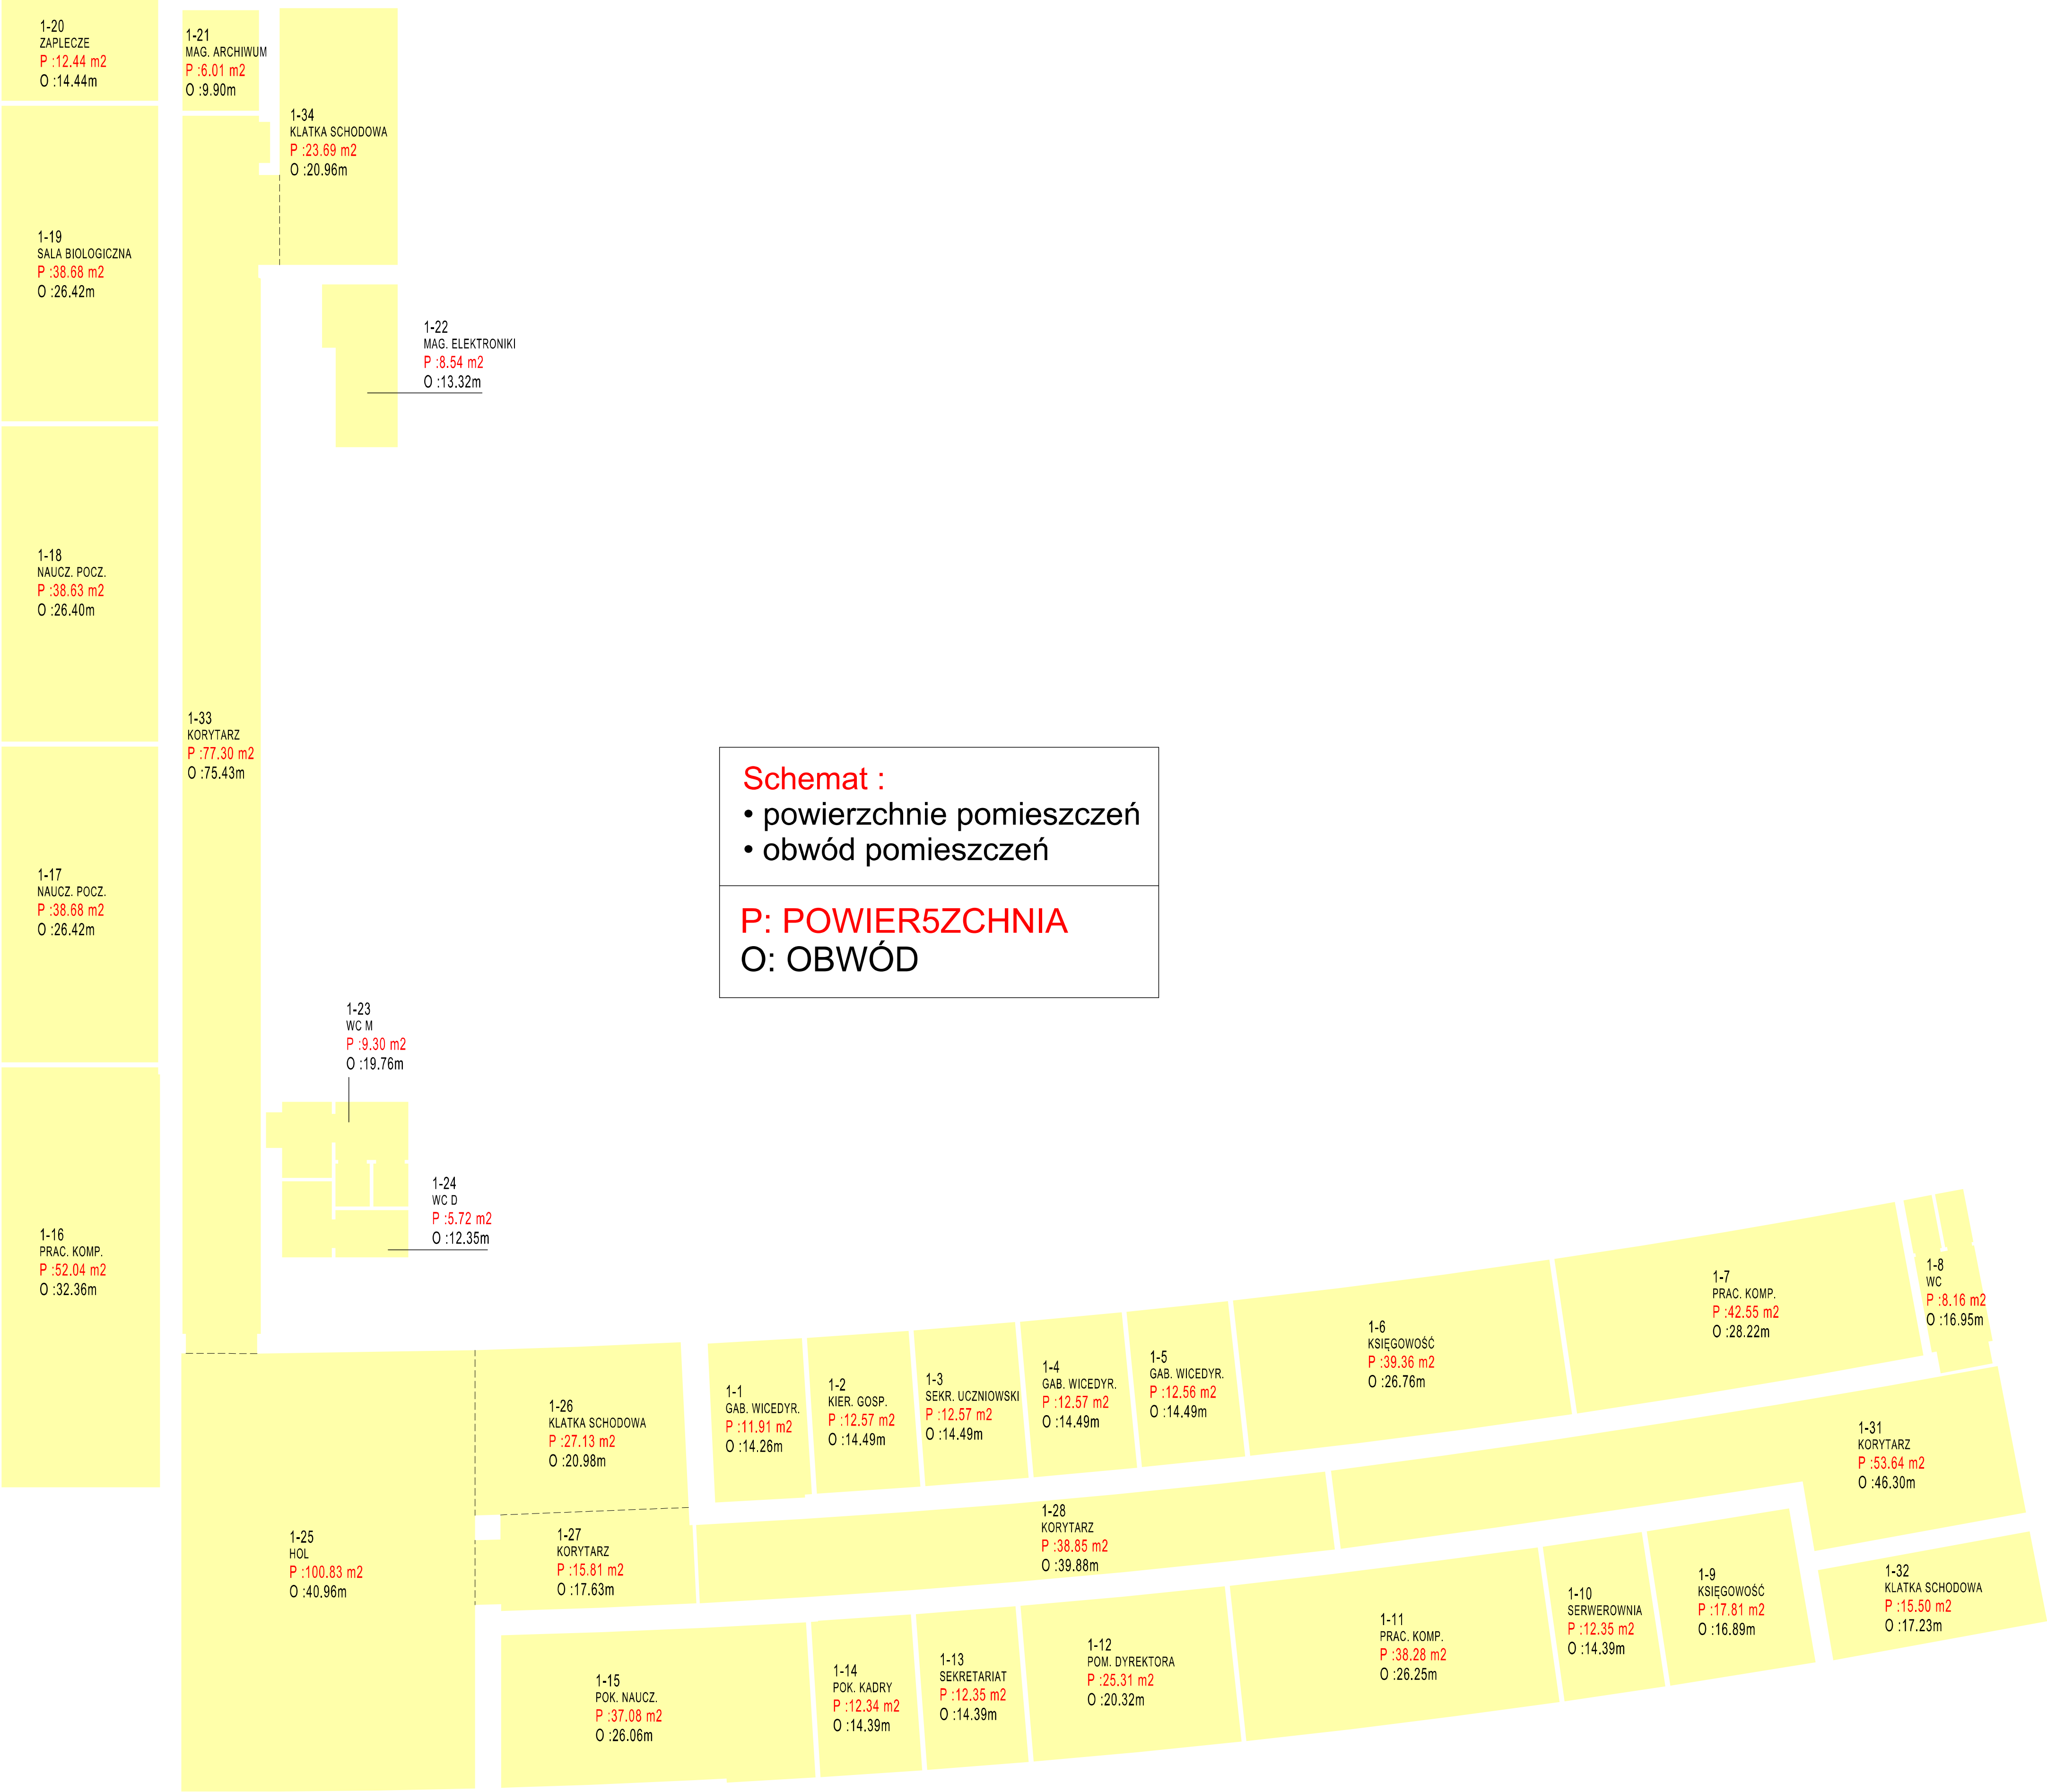 1-20
ZAPLECZE
P :12.44 m2
O :14.44m
1-21
MAG. ARCHIWUM
P :6.01 m2
O :9.90m
1-34
KLATKA SCHODOWA
P :23.69 m2
O :20.96m
1-19
SALA BIOLOGICZNA
P :38.68 m2
O :26.42m
1-22
MAG. ELEKTRONIKI
P :8.54 m2
O :13.32m
1-18
NAUCZ. POCZ.
P :38.63 m2
O :26.40m
1-33
KORYTARZ
P :77.30 m2
O :75.43m
Schemat :
• powierzchnie pomieszczeń
• obwód pomieszczeń
P: POWIER5ZCHNIA
O: OBWÓD
1-17
NAUCZ. POCZ.
P :38.68 m2
O :26.42m
1-23
WC M
P :9.30 m2
O :19.76m
1-24
WC D
P :5.72 m2
O :12.35m
1-16
PRAC. KOMP.
P :52.04 m2
O :32.36m
1-8
WC
P :8.16 m2
O :16.95m
1-7
PRAC. KOMP.
P :42.55 m2
O :28.22m
1-6
KSIĘGOWOŚĆ
P :39.36 m2
O :26.76m
1-5
GAB. WICEDYR.
P :12.56 m2
O :14.49m
1-4
GAB. WICEDYR.
P :12.57 m2
O :14.49m
1-3
SEKR. UCZNIOWSKI
P :12.57 m2
O :14.49m
1-2
KIER. GOSP.
P :12.57 m2
O :14.49m
1-1
GAB. WICEDYR.
P :11.91 m2
O :14.26m
1-26
KLATKA SCHODOWA
P :27.13 m2
O :20.98m
1-31
KORYTARZ
P :53.64 m2
O :46.30m
1-28
KORYTARZ
P :38.85 m2
O :39.88m
1-27
KORYTARZ
P :15.81 m2
O :17.63m
1-25
HOL
P :100.83 m2
O :40.96m
1-32
KLATKA SCHODOWA
P :15.50 m2
O :17.23m
1-9
KSIĘGOWOŚĆ
P :17.81 m2
O :16.89m
1-10
SERWEROWNIA
P :12.35 m2
O :14.39m
1-11
PRAC. KOMP.
P :38.28 m2
O :26.25m
1-12
POM. DYREKTORA
P :25.31 m2
O :20.32m
1-13
SEKRETARIAT
P :12.35 m2
O :14.39m
1-14
POK. KADRY
P :12.34 m2
O :14.39m
1-15
POK. NAUCZ.
P :37.08 m2
O :26.06m